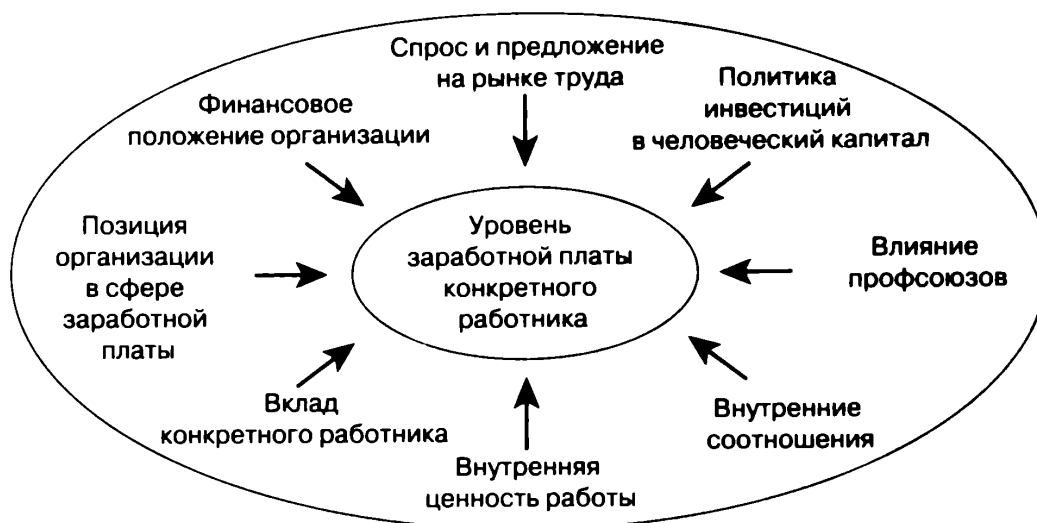 Спрос и предложение
на рынке труда
Политика
инвестиций
в человеческий капитал
Финансовое
положение организации
Позиция
организации
в сфере
заработной
платы
Уровень
заработной платы
конкретного
работника
Влияние
профсоюзов
Вклад
конкретного работника
Внутренняя
ценность работы
Внутренние
соотношения